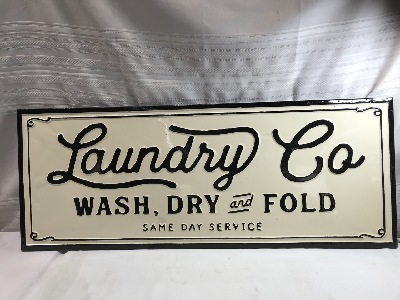 Laundry Co
WASH, DRY and FOLD
SAME DAY SERVICE